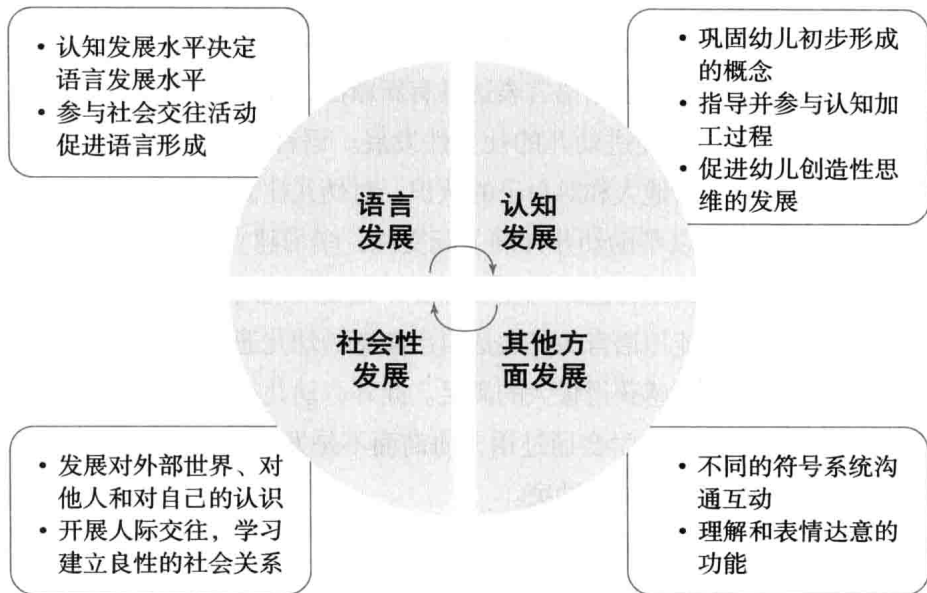 • 认知发展水平决定
语言发展水平
• 参与社会交往活动
促进语言形成
• 巩固幼儿初步形成
的概念
• 指导并参与认知加
工过程
• 促进幼儿创造性思
维的发展
语言
发展
认知
发展
社会性
发展
其他方
面发展
• 发展对外部世界、对
他人和对自己的认识
• 开展人际交往，学习
建立良性的社会关系
• 不同的符号系统沟
通互动
• 理解和表情达意的
功能